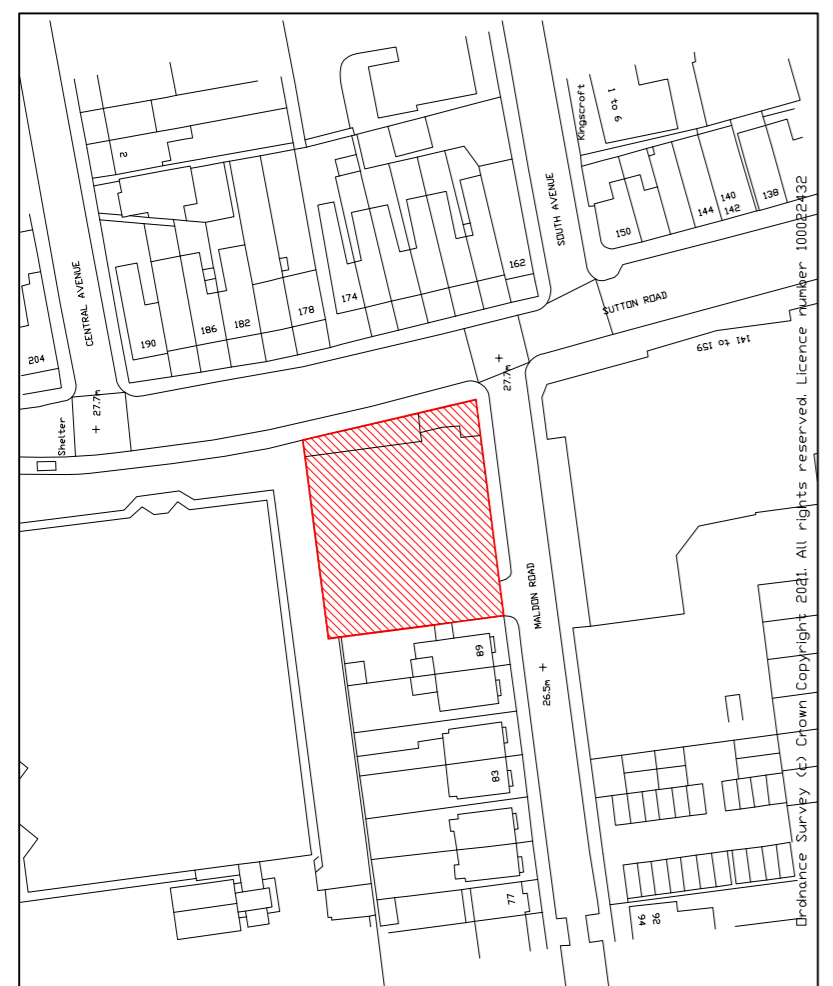 Kingscroft
1 to 6
2
138
140
142
144
150
SOUTH AVENUE
162
174
178
182
186
190
204
CENTRAL AVENUE
SUTTON ROAD
141 to 159
27.7m
27.7m
Shelter
MALDON ROAD
89
26.5m
83
77
92
94
Ordnance Survey (c) Crown Copyright 2021. All rights reserved. Licence number 100022432